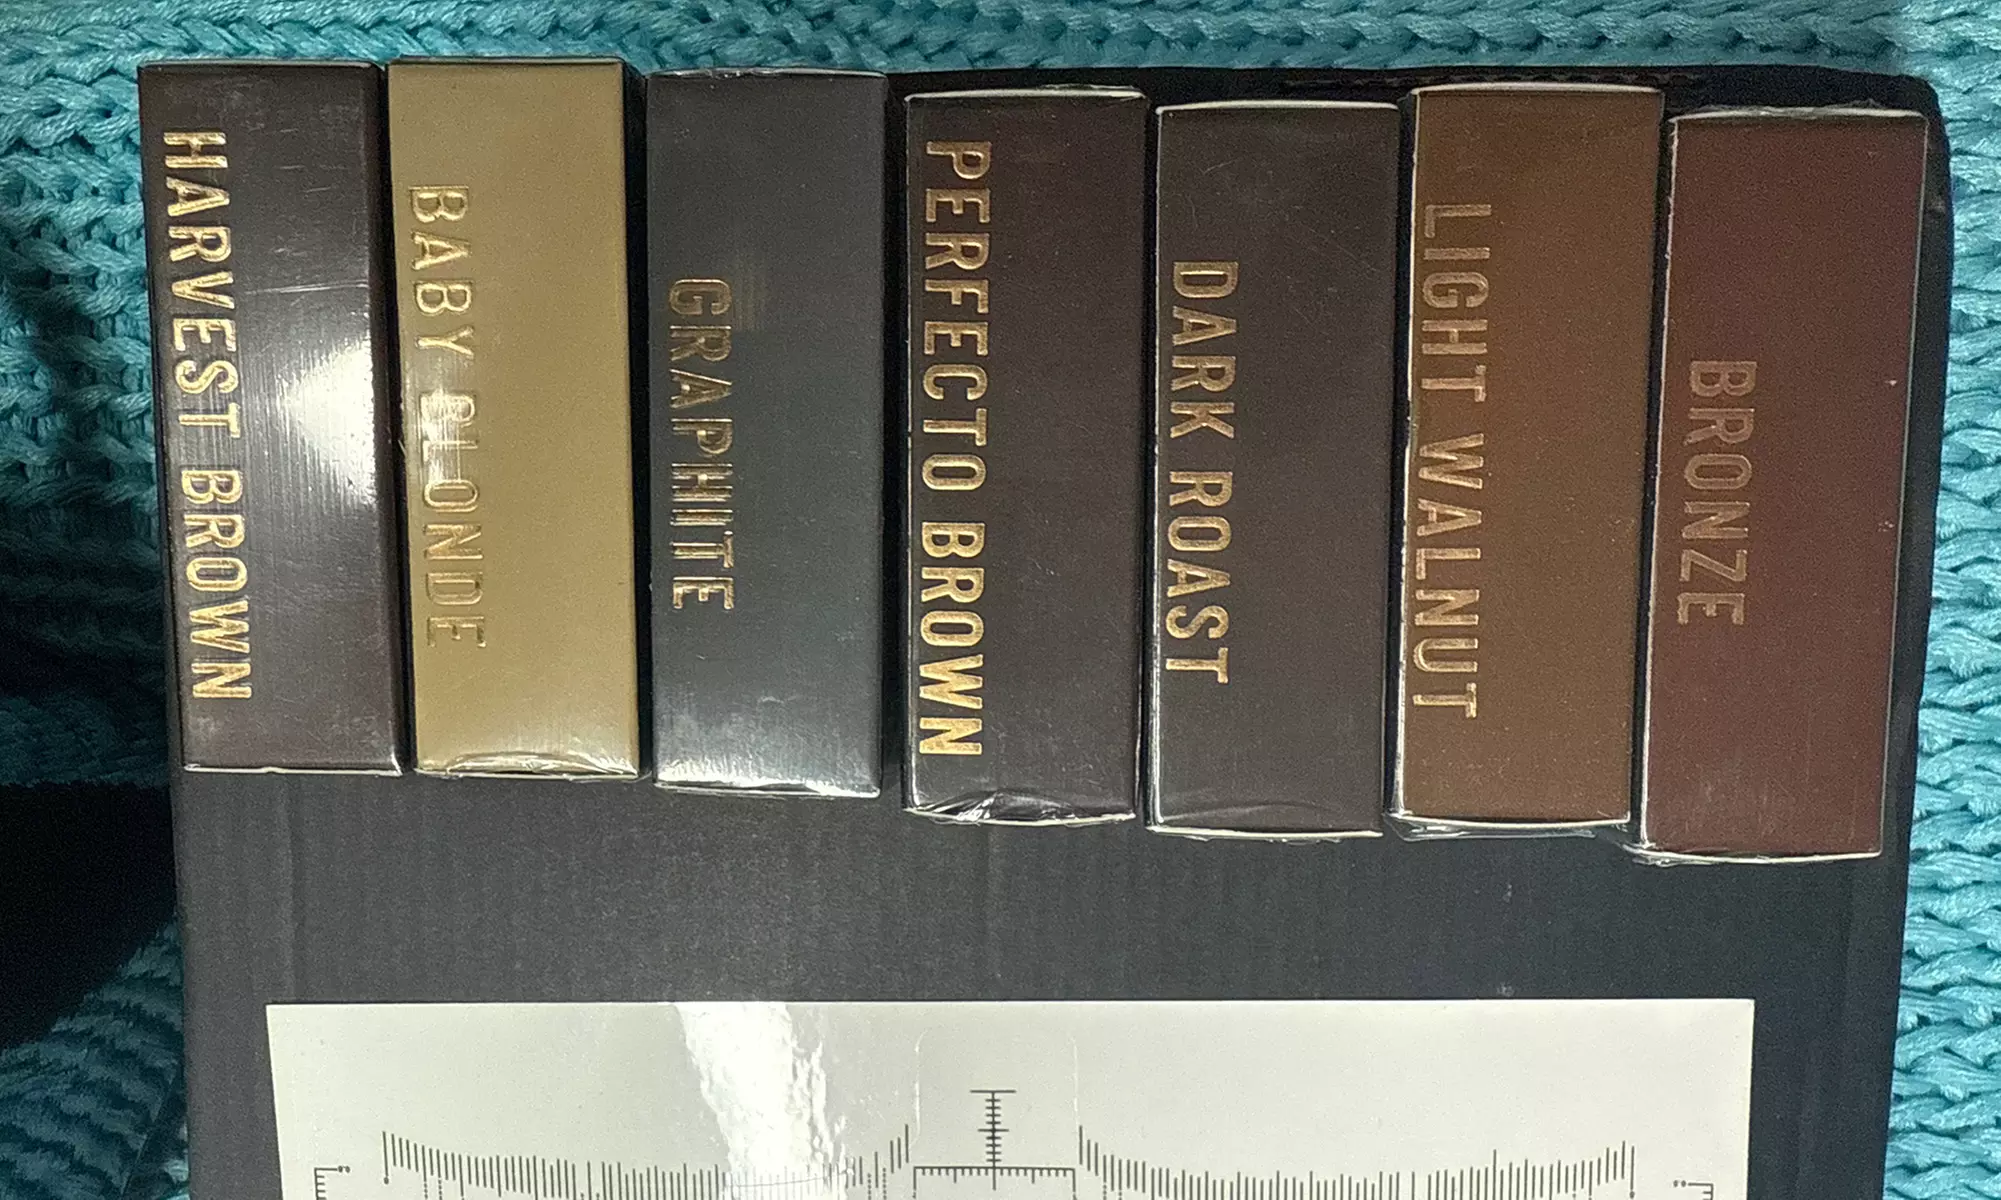 HARVEST BROWN
BABY BLONDE
GRAPHITE
PERFECTO BROWN
DARK ROAST
LIGHT WALNUT
BRONZE